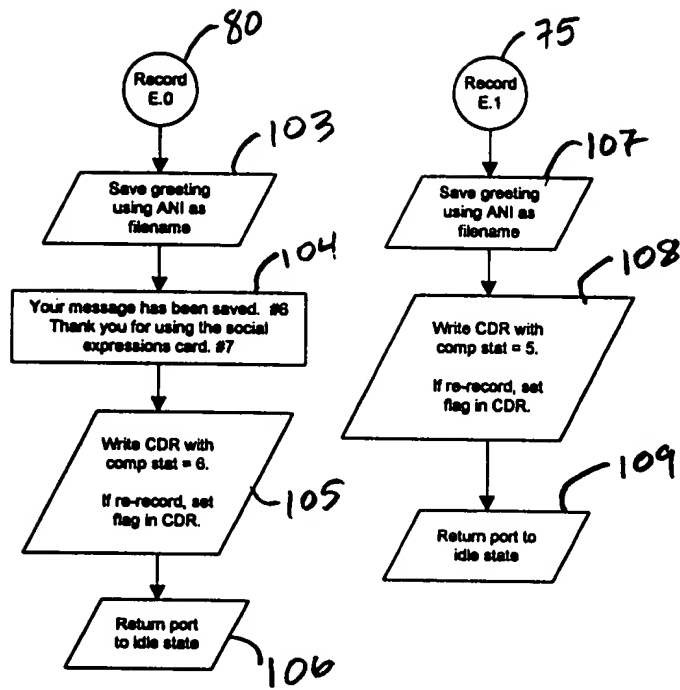 80
Record
E.0
103
Save greeting
using ANI as
filename
104
Your message has been saved. #6
Thank you for using the social
expressions card. #7
Write CDR with
comp stat = 6.
If re-record, set
flag in CDR.
105
Return port
to idle state
106
75
Record
E.1
107
Save greeting
using ANI as
filename
108
Write CDR with
comp stat = 5.
If re-record, set
flag in CDR.
109
Return port to
idle state